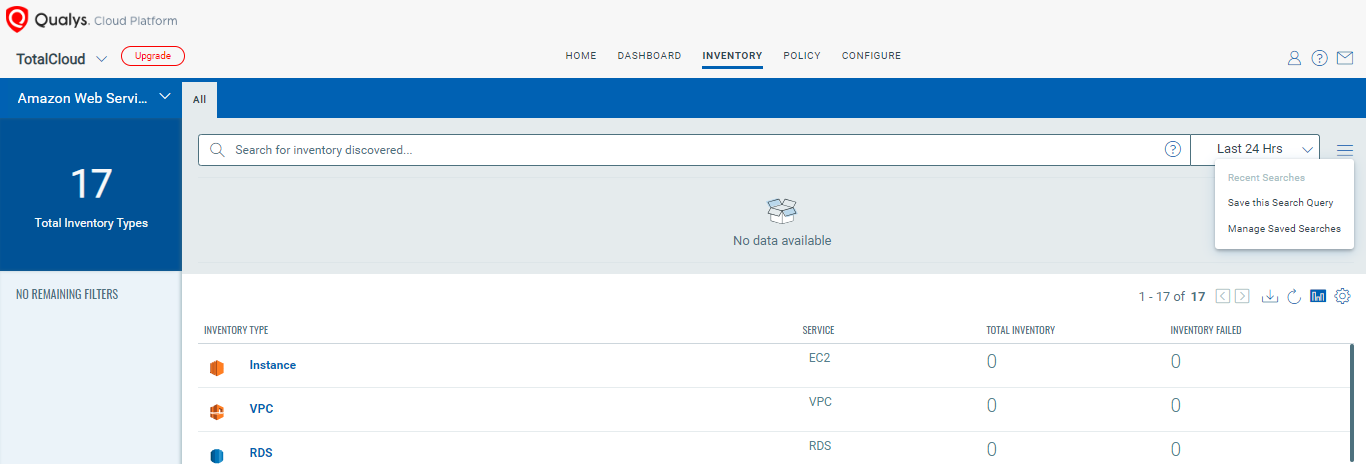 Qualys. Cloud Platform
TotalCloud Upgrade HOME DASHBOARD INVENTORY POLICY CONFIGURE ?
Amazon Web Servi... All
Search for inventory discovered... ? Last 24 Hrs
17
Total Inventory Types
Recent Searches
Save this Search Query
Manage Saved Searches
No data available
NO REMAINING FILTERS
1 - 17 of 17
INVENTORY TYPE SERVICE TOTAL INVENTORY INVENTORY FAILED
Instance EC2 0 0
VPC VPC 0 0
RDS RDS 0 0